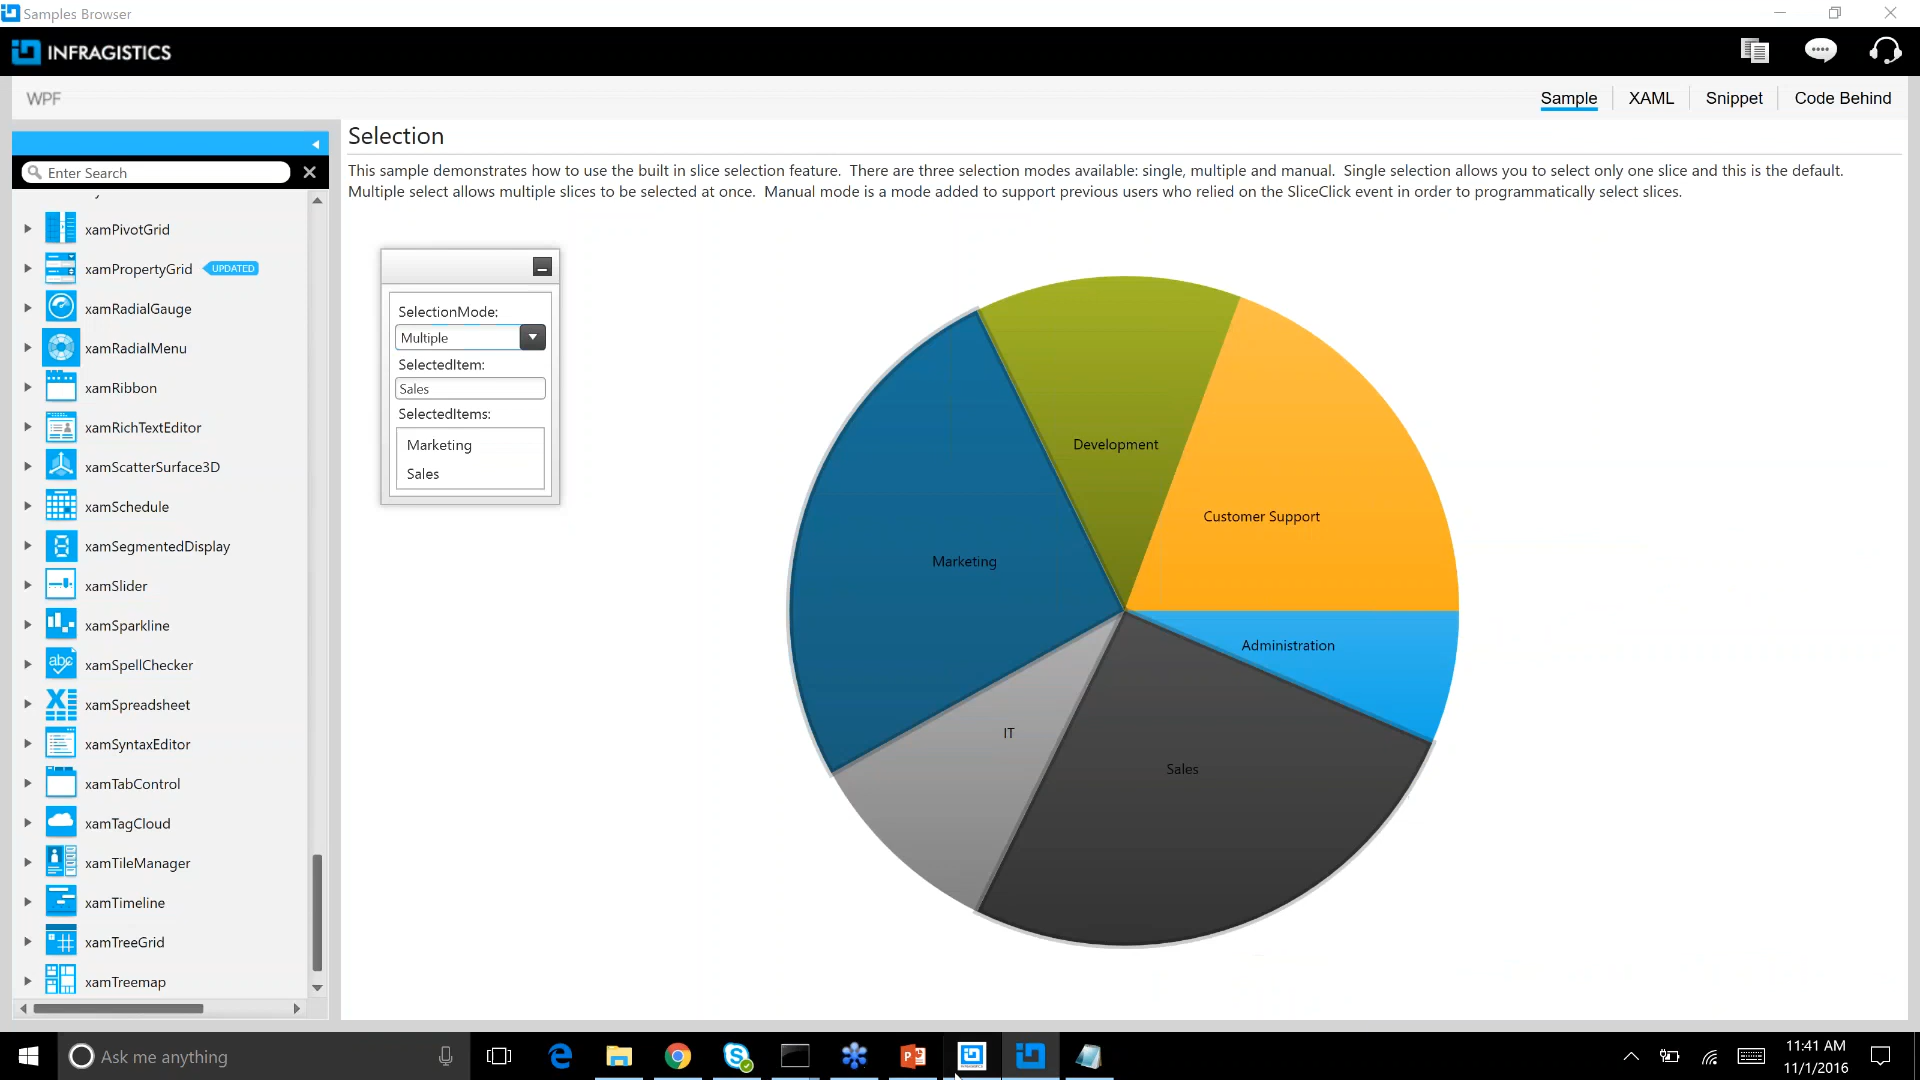 Samples Browser
INFRAGISTICS
WPF
Sample
XAML
Snippet
Code Behind
Enter Search
Selection
This sample demonstrates how to use the built in slice selection feature. There are three selection modes available: single, multiple and manual. Single selection allows you to select only one slice and this is the default.
Multiple select allows multiple slices to be selected at once. Manual mode is a mode added to support previous users who relied on the SliceClick event in order to programmatically select slices.
xamPivotGrid
xamPropertyGrid UPDATED
xamRadialGauge
xamRadialMenu
xamRibbon
xamRichTextEditor
xamScatterSurface3D
xamSchedule
xamSegmentedDisplay
xamSlider
xamSparkline
abc
xamSpellChecker
xamSpreadsheet
xamSyntaxEditor
xamTabControl
xamTagCloud
xamTileManager
xamTimeline
xamTreeGrid
xamTreemap
SelectionMode:
Multiple
SelectedItem:
Sales
SelectedItems:
Marketing
Sales
Development
Customer Support
Marketing
Administration
IT
Sales
Ask me anything
11:41 AM
11/1/2016